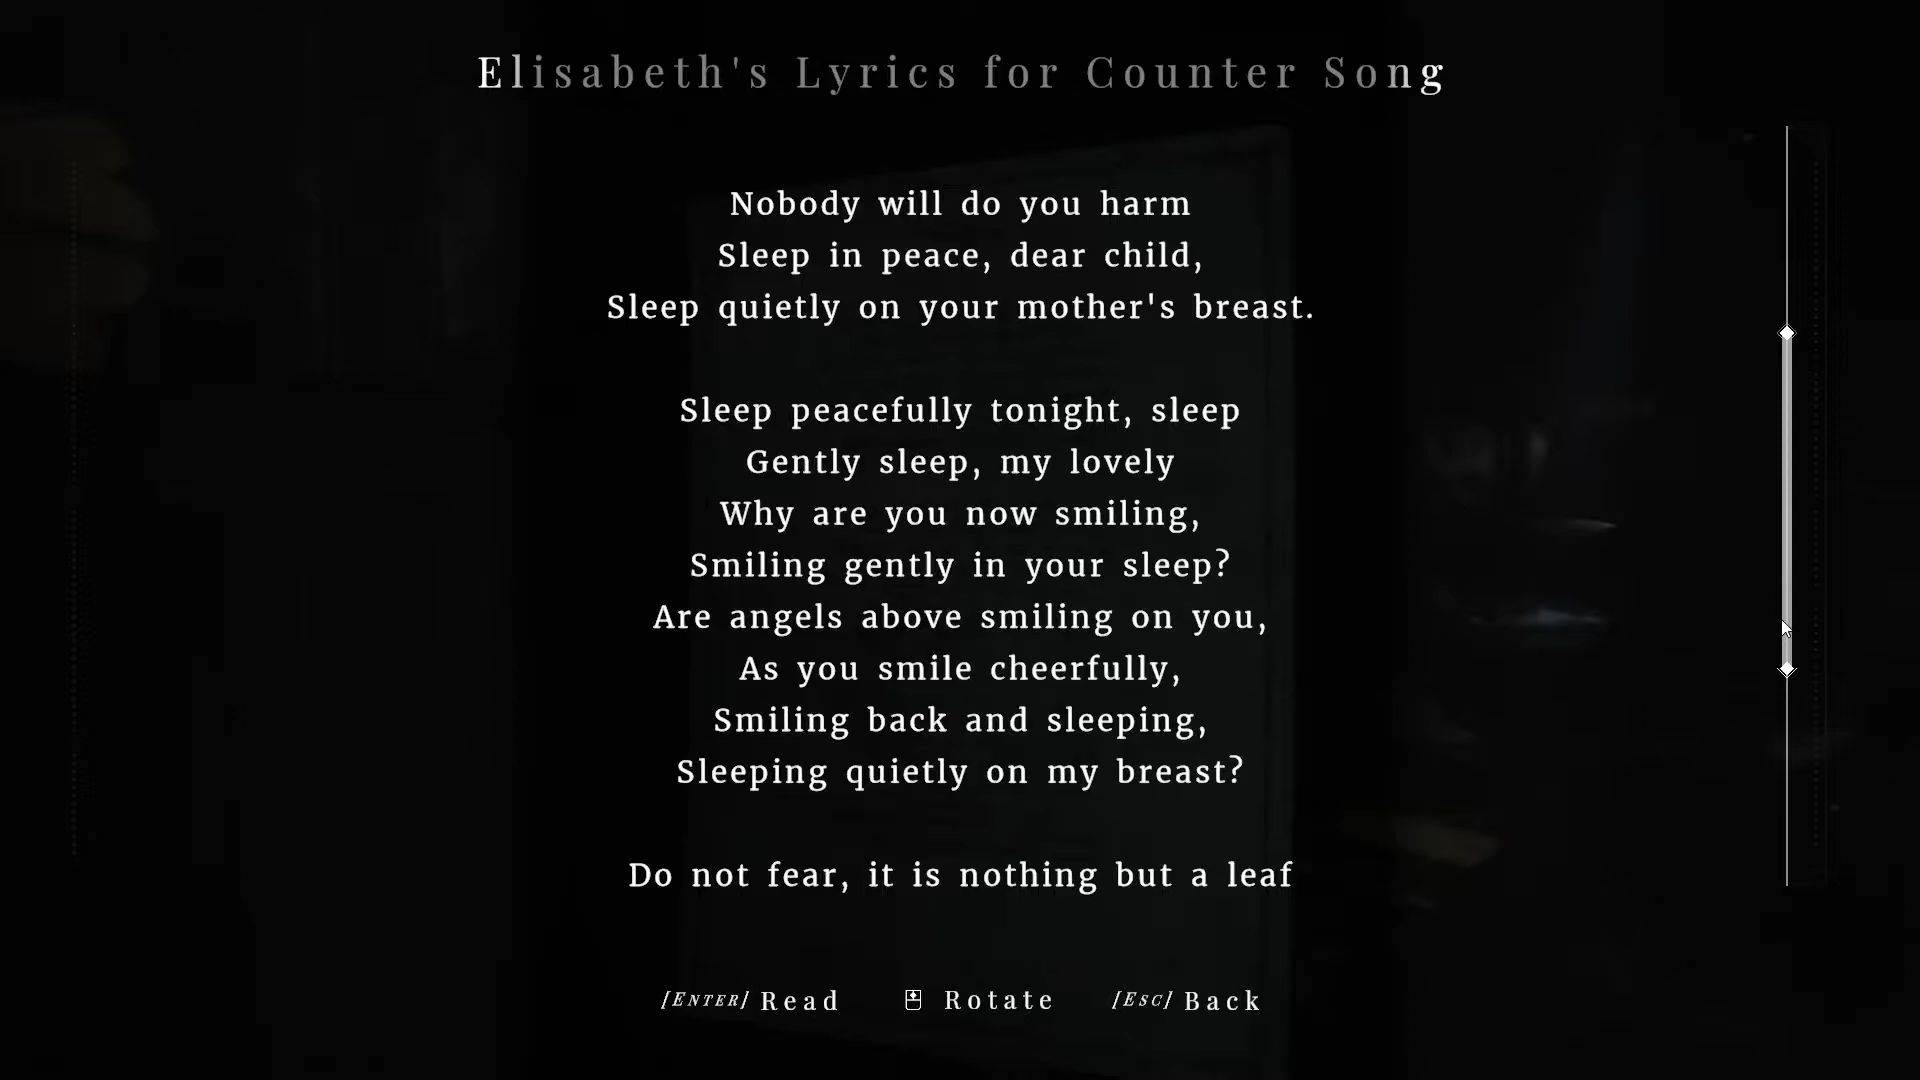 Elisabeth's Lyrics for Counter Song
Nobody will do you harm
Sleep in peace, dear child,
Sleep quietly on your mother's breast.
Sleep peacefully tonight, sleep
Gently sleep, my lovely
Why are you now smiling,
Smiling gently in your sleep?
Are angels above smiling on you,
As you smile cheerfully,
Smiling back and sleeping,
Sleeping quietly on my breast?
Do not fear, it is nothing but a leaf
[Enter] Read Rotate [Esc] Back